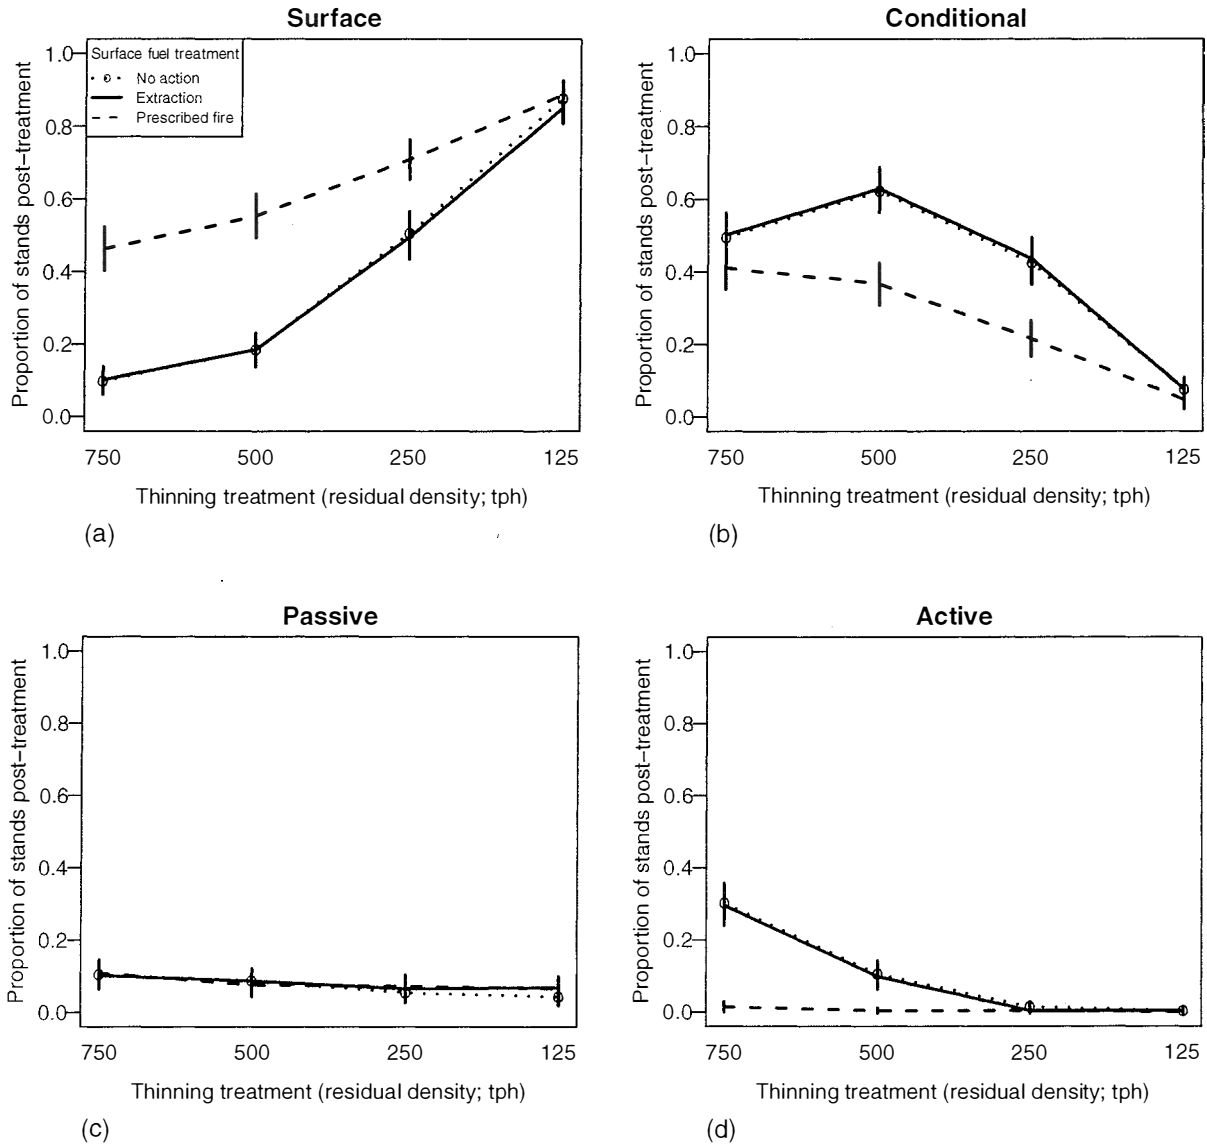 Surface
Proportion of stands post-treatment
1.0
0.8
0.6
0.4
0.2
0.0
Surface fuel treatment
No action
Extraction
Prescribed fire
750 500 250 125
Thinning treatment (residual density; tph)
(a)
Conditional
Proportion of stands post-treatment
1.0
0.8
0.6
0.4
0.2
0.0
750 500 250 125
Thinning treatment (residual density; tph)
(b)
Passive
Proportion of stands post-treatment
1.0
0.8
0.6
0.4
0.2
0.0
750 500 250 125
Thinning treatment (residual density; tph)
(c)
Active
Proportion of stands post-treatment
1.0
0.8
0.6
0.4
0.2
0.0
750 500 250 125
Thinning treatment (residual density; tph)
(d)